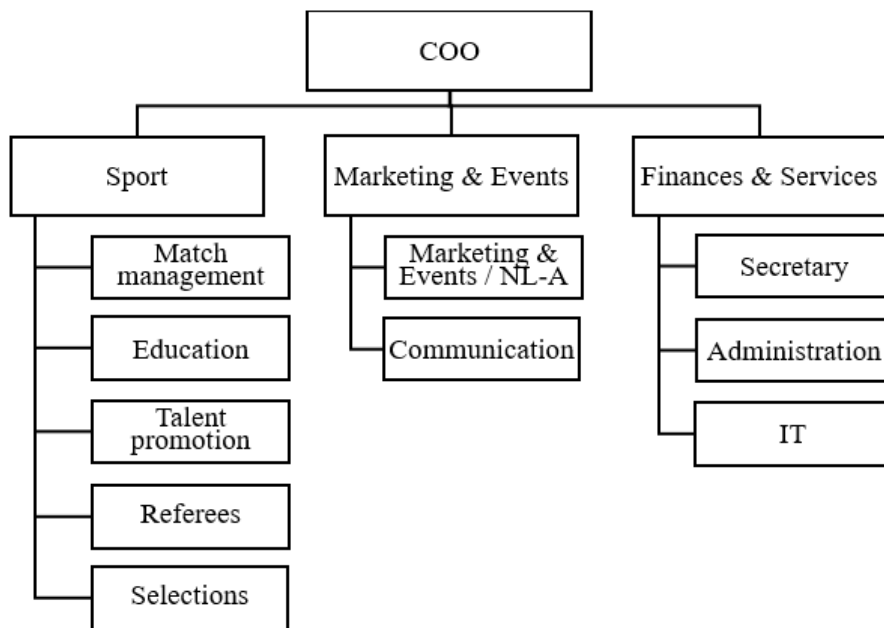 COO
Sport
Marketing & Events
Finances & Services
Match
management
Education
Talent
promotion
Referees
Selections
Marketing &
Events / NL-A
Communication
Secretary
Administration
IT